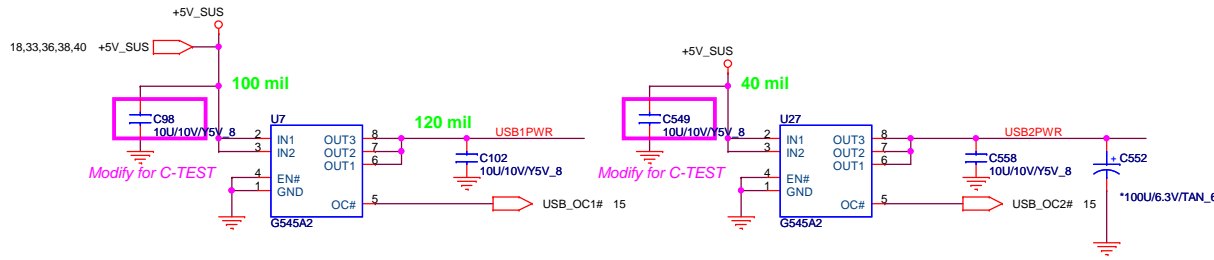 +5V_SUS
18,33,36,38,40 +5V_SUS
100 mil
C98
10U/10V/Y5V_8
Modify for C-TEST
U7
2 IN1
3 IN2
4 EN#
1 GND
OUT3 8
OUT2 7
OUT1 6
OC# 5
G545A2
120 mil
USB1PWR
C102
10U/10V/Y5V_8
USB_OC1# 15
+5V_SUS
40 mil
C549
10U/10V/Y5V_8
Modify for C-TEST
U27
2 IN1
3 IN2
4 EN#
1 GND
OUT3 8
OUT2 7
OUT1 6
OC# 5
G545A2
USB2PWR
C558
10U/10V/Y5V_8
+ C552
*100U/6.3V/TAN_6
USB_OC2# 15